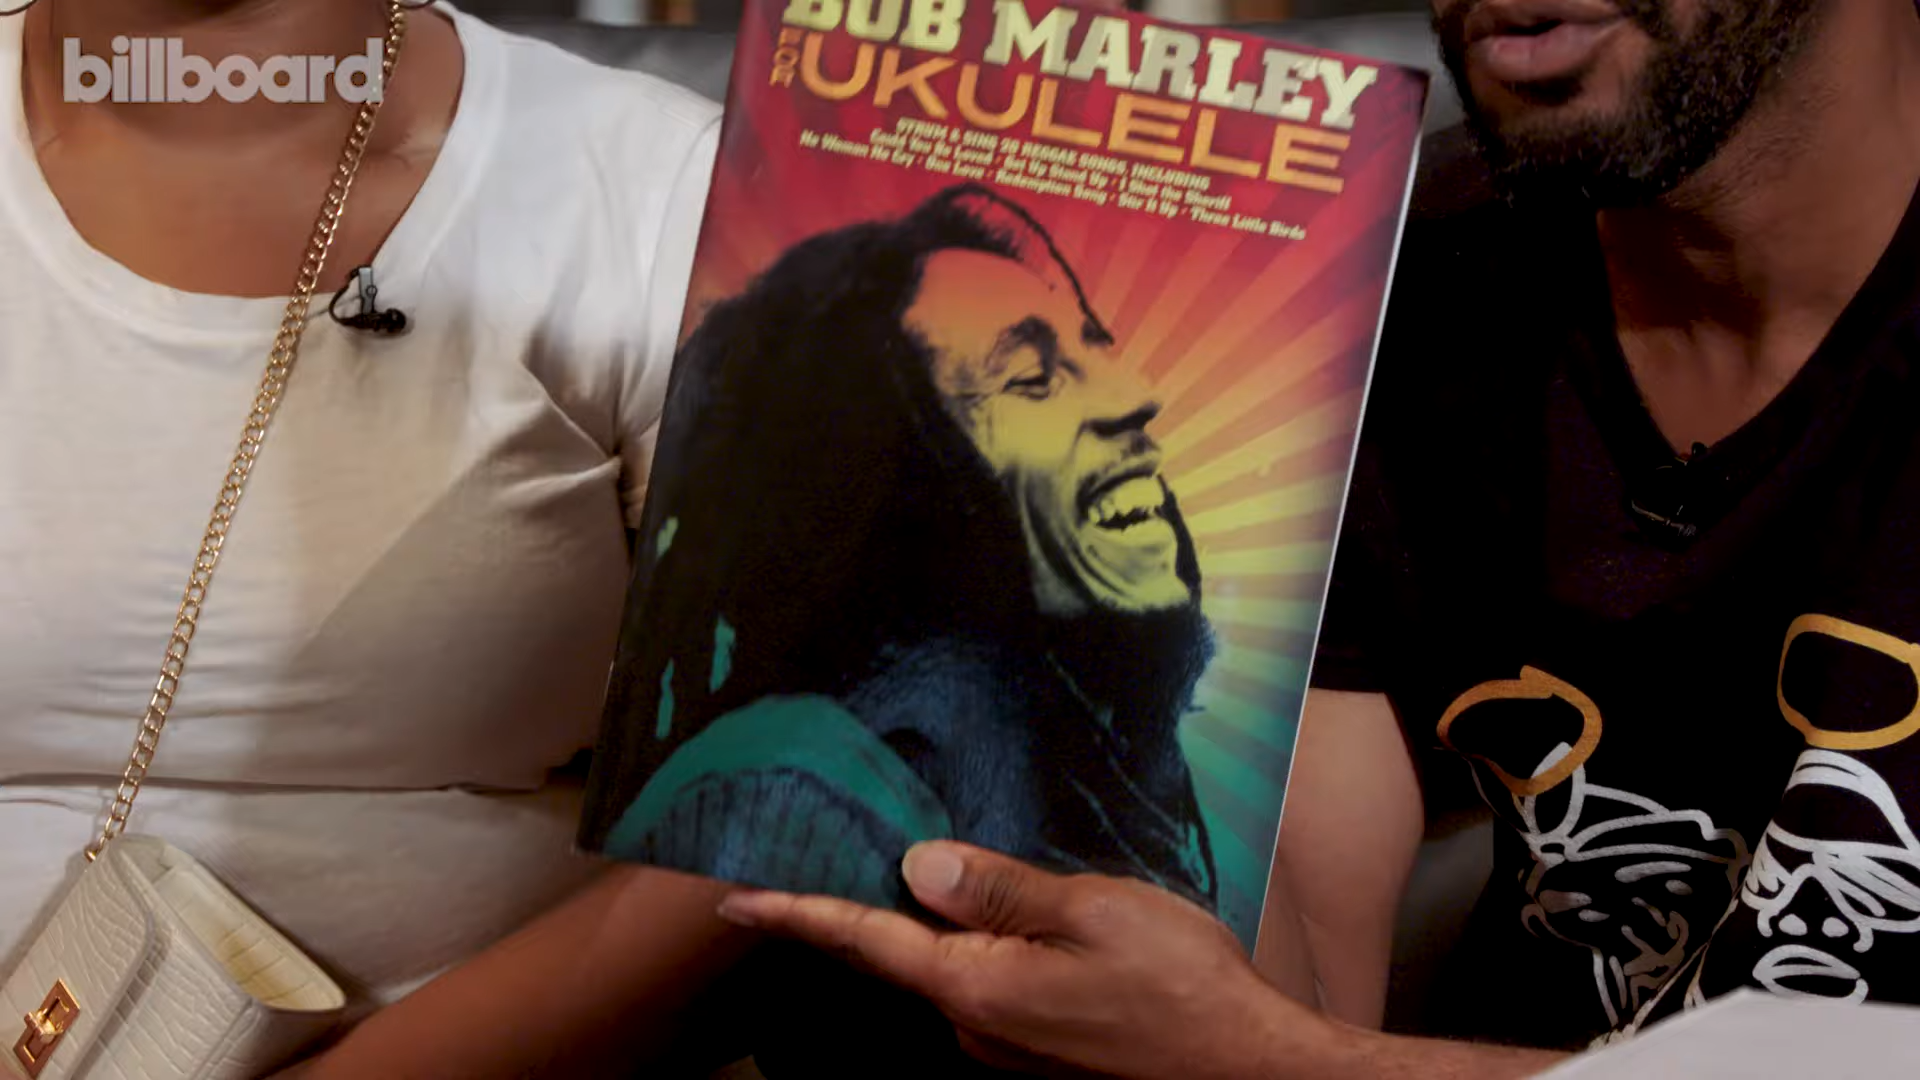 billboard
BOB MARLEY
FOR UKULELE
STRUM & SING 20 REGGAE SONGS, INCLUDING
Could You Be Loved · Get Up Stand Up · I Shot the Sheriff
No Woman No Cry · One Love · Redemption Song · Stir It Up · Three Little Birds